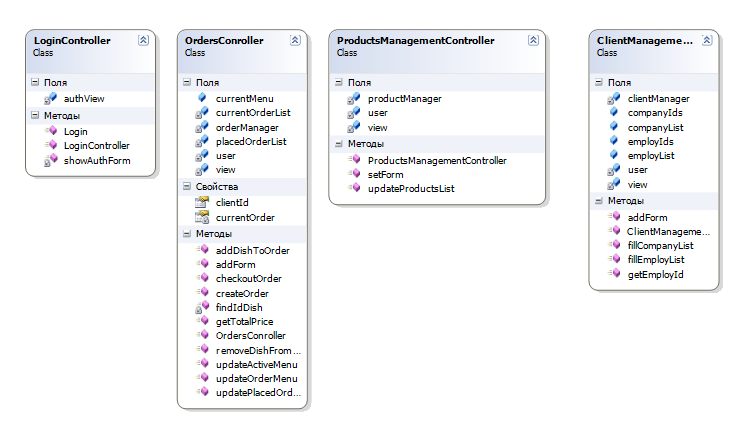 LoginController
Class
Поля
authView
Методы
Login
LoginController
showAuthForm
OrdersConroller
Class
Поля
currentMenu
currentOrderList
orderManager
placedOrderList
user
view
Свойства
clientId
currentOrder
Методы
addDishToOrder
addForm
checkoutOrder
createOrder
findIdDish
getTotalPrice
OrdersConroller
removeDishFrom...
updateActiveMenu
updateOrderMenu
updatePlacedOrd...
ProductsManagementController
Class
Поля
productManager
user
view
Методы
ProductsManagementController
setForm
updateProductsList
ClientManageme...
Class
Поля
clientManager
companyIds
companyList
employIds
employList
user
view
Методы
addForm
ClientManageme...
fillCompanyList
fillEmployList
getEmployId